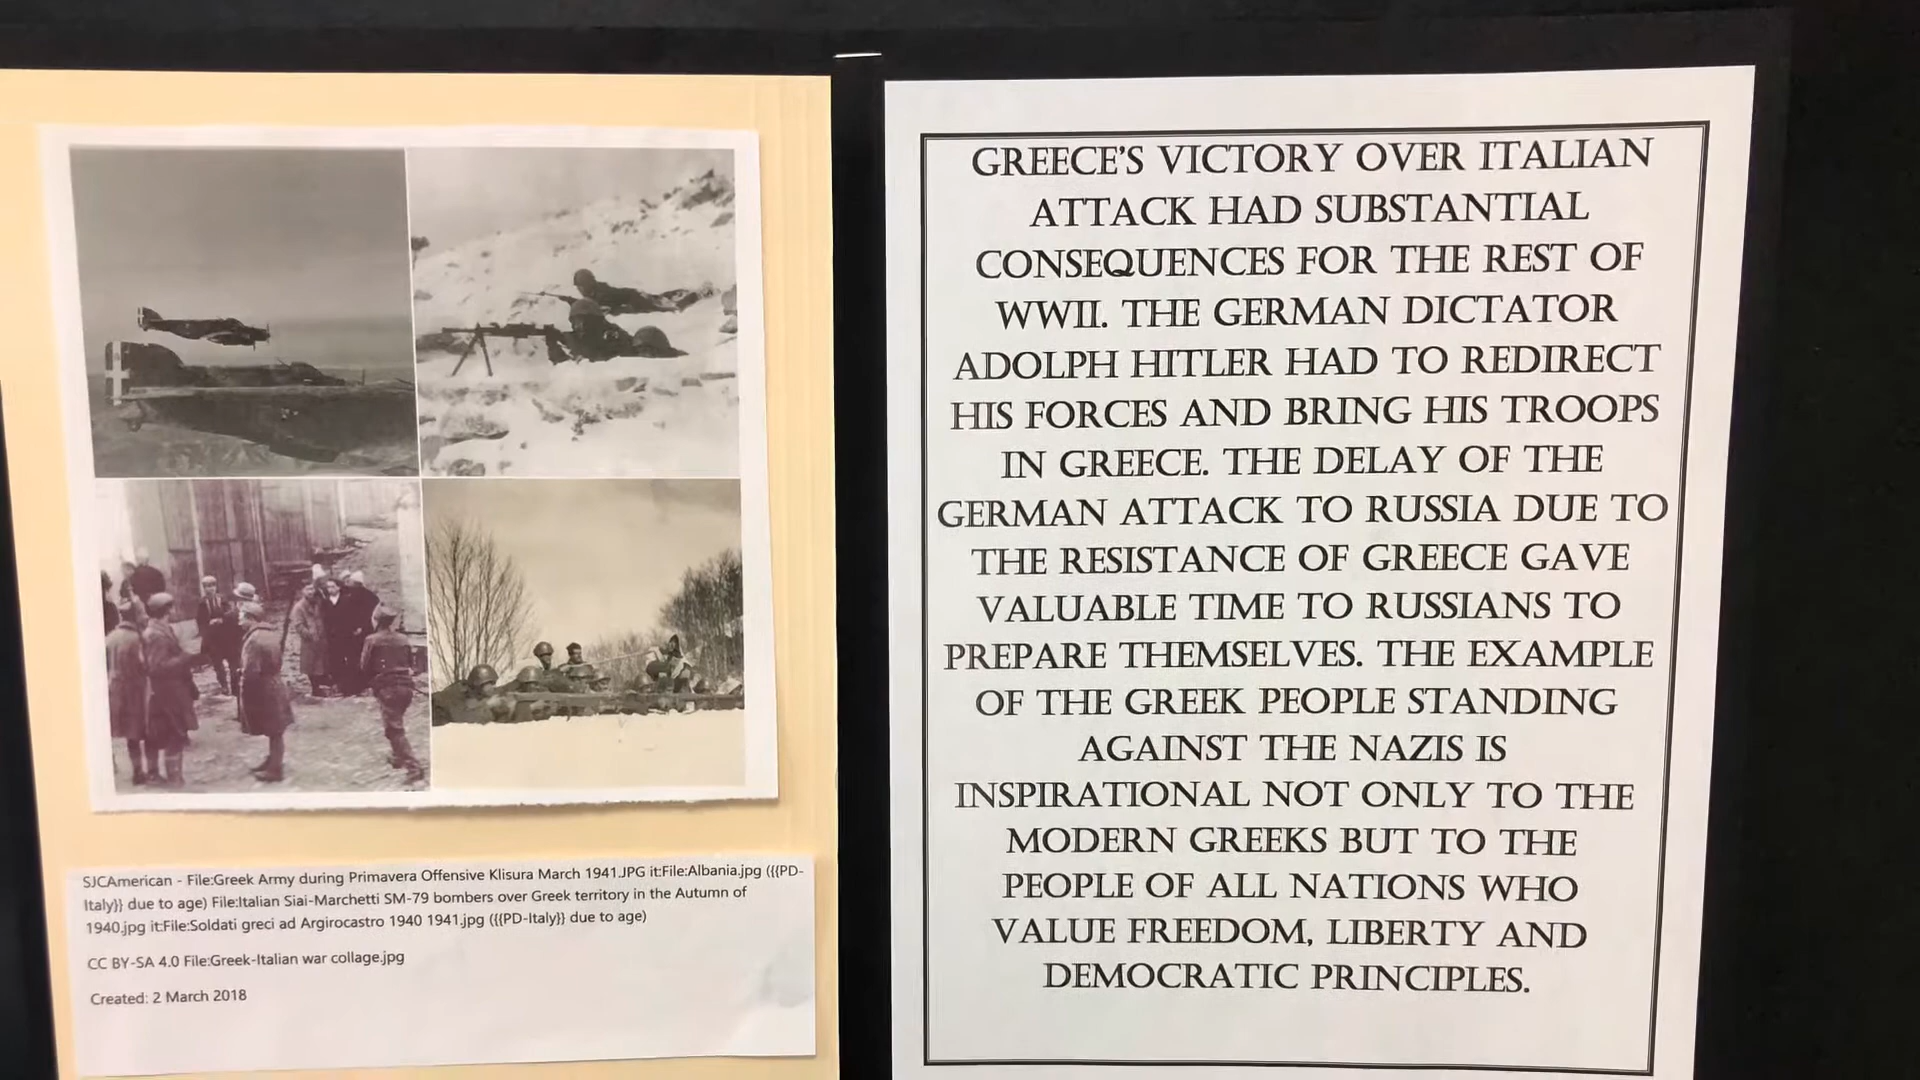 SJCAmerican - File:Greek Army during Primavera Offensive Klisura March 1941.JPG it:File:Albania.jpg ({{PD-
Italy}} due to age) File:Italian Siai-Marchetti SM-79 bombers over Greek territory in the Autumn of
1940.jpg it:File:Soldati greci ad Argirocastro 1940 1941.jpg ({{PD-Italy}} due to age)
CC BY-SA 4.0 File:Greek-Italian war collage.jpg
Created: 2 March 2018
GREECE'S VICTORY OVER ITALIAN
ATTACK HAD SUBSTANTIAL
CONSEQUENCES FOR THE REST OF
WWII. THE GERMAN DICTATOR
ADOLPH HITLER HAD TO REDIRECT
HIS FORCES AND BRING HIS TROOPS
IN GREECE. THE DELAY OF THE
GERMAN ATTACK TO RUSSIA DUE TO
THE RESISTANCE OF GREECE GAVE
VALUABLE TIME TO RUSSIANS TO
PREPARE THEMSELVES. THE EXAMPLE
OF THE GREEK PEOPLE STANDING
AGAINST THE NAZIS IS
INSPIRATIONAL NOT ONLY TO THE
MODERN GREEKS BUT TO THE
PEOPLE OF ALL NATIONS WHO
VALUE FREEDOM, LIBERTY AND
DEMOCRATIC PRINCIPLES.